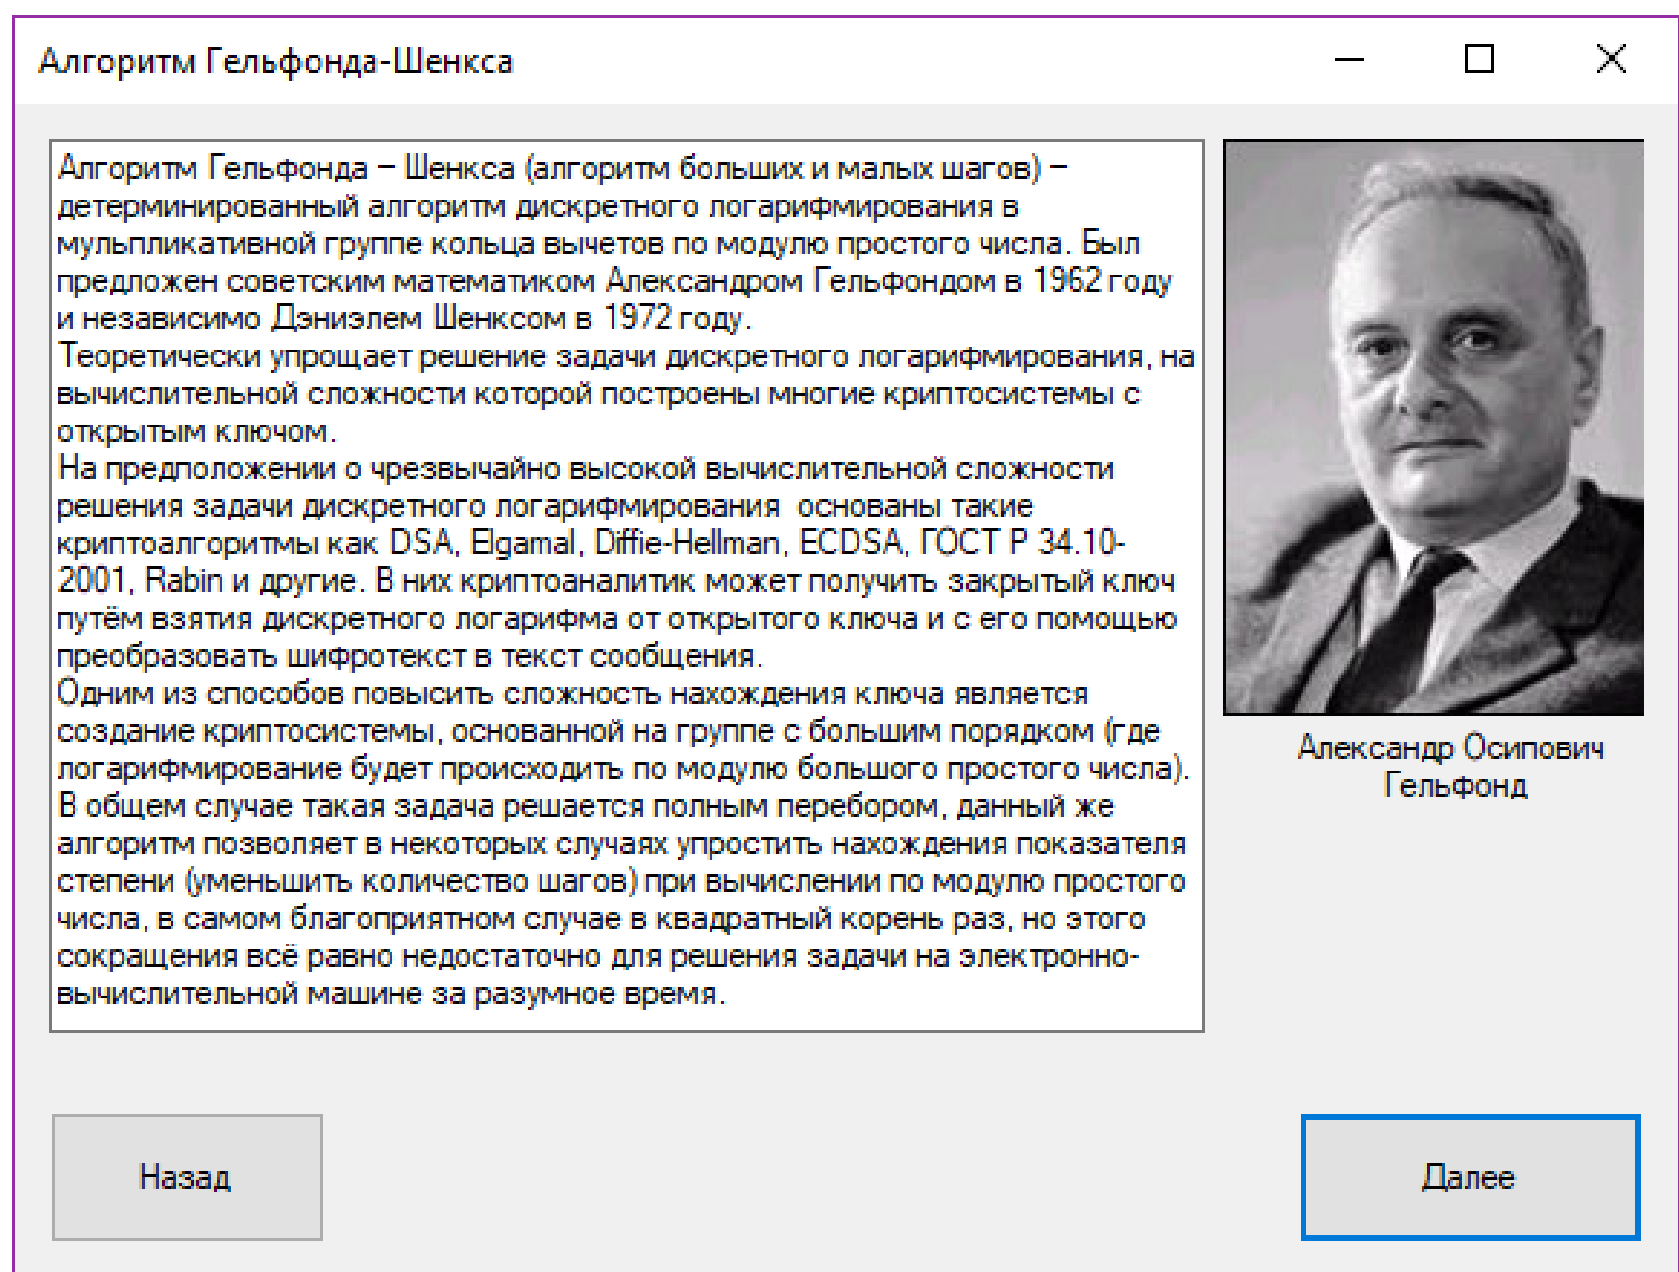 Алгоритм Гельфонда-Шенкса
Алгоритм Гельфонда – Шенкса (алгоритм больших и малых шагов) –
детерминированный алгоритм дискретного логарифмирования в
мульпликативной группе кольца вычетов по модулю простого числа. Был
предложен советским математиком Александром Гельфондом в 1962 году
и независимо Дэниэлем Шенксом в 1972 году.
Теоретически упрощает решение задачи дискретного логарифмирования, на
вычислительной сложности которой построены многие криптосистемы с
открытым ключом.
На предположении о чрезвычайно высокой вычислительной сложности
решения задачи дискретного логарифмирования  основаны такие
криптоалгоритмы как DSA, Elgamal, Diffie-Hellman, ECDSA, ГОСТ Р 34.10-
2001, Rabin и другие. В них криптоаналитик может получить закрытый ключ
путём взятия дискретного логарифма от открытого ключа и с его помощью
преобразовать шифротекст в текст сообщения.
Одним из способов повысить сложность нахождения ключа является
создание криптосистемы, основанной на группе с большим порядком (где
логарифмирование будет происходить по модулю большого простого числа).
В общем случае такая задача решается полным перебором, данный же
алгоритм позволяет в некоторых случаях упростить нахождения показателя
степени (уменьшить количество шагов) при вычислении по модулю простого
числа, в самом благоприятном случае в квадратный корень раз, но этого
сокращения всё равно недостаточно для решения задачи на электронно-
вычислительной машине за разумное время.
Александр Осипович
Гельфонд
Назад
Далее